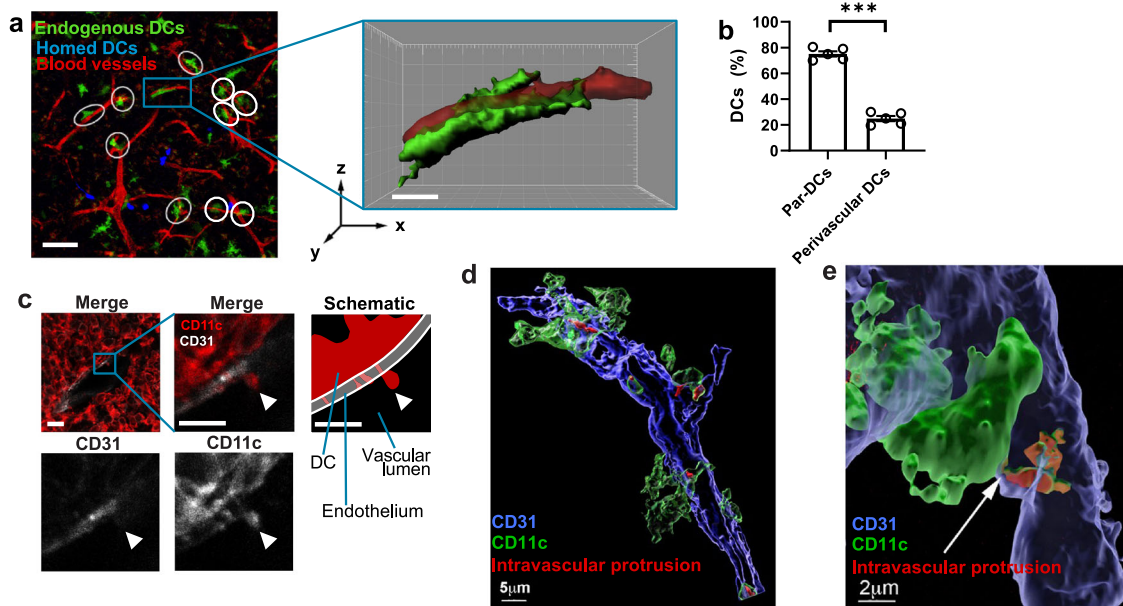 a
Endogenous DCs
Homed DCs
Blood vessels
z
x
y
b
***
DCs (%)
100
80
60
40
20
0
Par-DCs
Perivascular DCs
c
Merge
Merge
CD11c
CD31
Schematic
DC
Vascular
lumen
Endothelium
CD31
CD11c
d
CD31
CD11c
Intravascular protrusion
5μm
e
CD31
CD11c
Intravascular protrusion
2μm